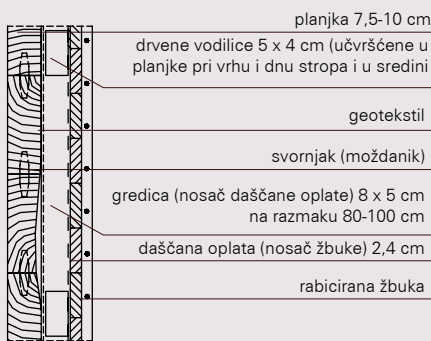 planjka 7,5-10 cm
drvene vodilice 5 x 4 cm (učvršćene u
planjke pri vrhu i dnu stropa i u sredini
geotekstil
svornjak (moždanik)
gredica (nosač daščane oplate) 8 x 5 cm
na razmaku 80-100 cm
daščana oplata (nosač žbuke) 2,4 cm
rabicirana žbuka